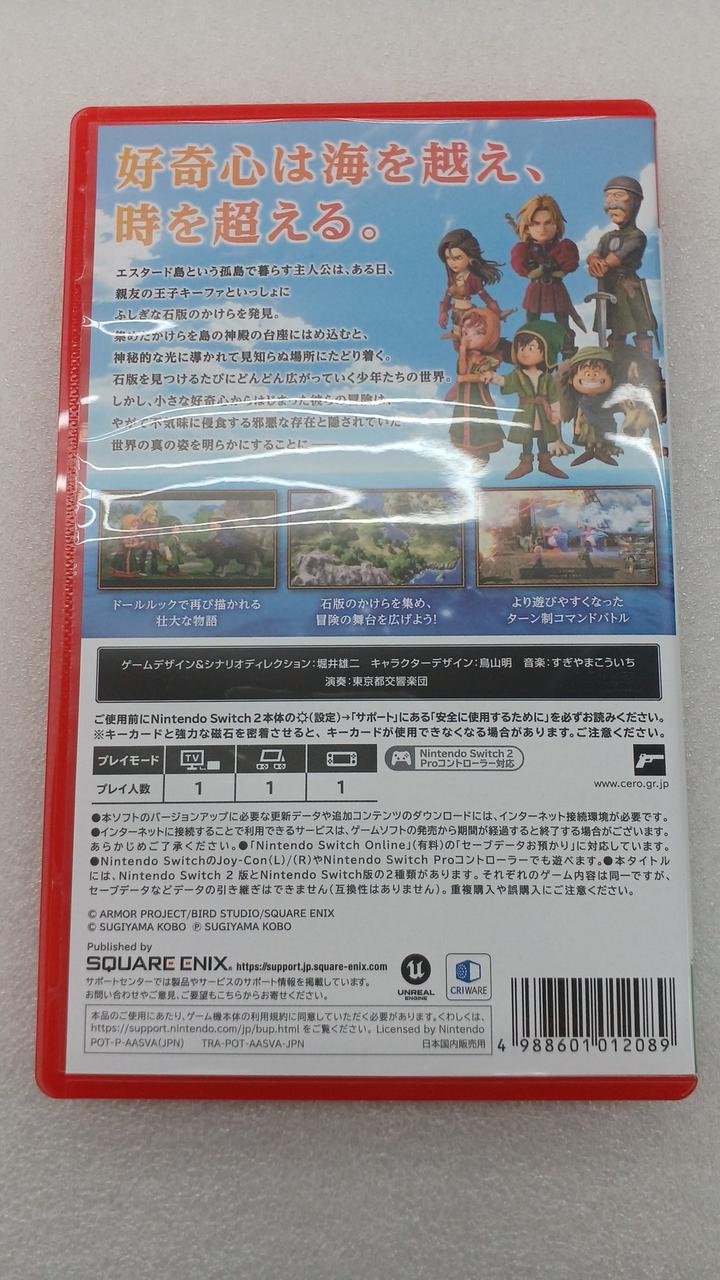 好奇心は海を越え、
時を超える。
エスタード島という孤島で暮らす主人公は、ある日、
親友の王子キーファといっしょに
ふしぎな石版のかけらを発見。
集めたかけらを島の神殿の台座にはめ込むと、
神秘的な光に導かれて見知らぬ場所にたどり着く。
石版を見つけるたびにどんどん広がっていく少年たちの世界。
しかし、小さな好奇心からはじまった彼らの冒険は、
やがて不気味に侵食する邪悪な存在と隠されていた
世界の真の姿を明らかにすることに――
ドールルックで再び描かれる
壮大な物語
石版のかけらを集め、
冒険の舞台を広げよう!
より遊びやすくなった
ターン制コマンドバトル
ゲームデザイン&シナリオディレクション:堀井雄二 キャラクターデザイン:鳥山明 音楽:すぎやまこういち
演奏:東京都交響楽団
ご使用前にNintendo Switch 2本体の(設定)→「サポート」にある「安全に使用するために」を必ずお読みください。
※キーカードと強力な磁石を密着させると、キーカードが使用できなくなる場合があります。ご注意ください。
プレイモード TV
プレイ人数 1 1 1
Nintendo Switch 2
Proコントローラー対応
www.cero.gr.jp
●本ソフトのバージョンアップに必要な更新データや追加コンテンツのダウンロードには、インターネット接続環境が必要です。
●インターネットに接続することで利用できるサービスは、ゲームソフトの発売から期間が経過すると終了する場合がございます。
あらかじめご了承ください。●「Nintendo Switch Online」(有料)の「セーブデータお預かり」に対応しています。
●Nintendo SwitchのJoy-Con(L)/(R)やNintendo Switch Proコントローラーでも遊べます。●本タイトル
には、Nintendo Switch 2 版とNintendo Switch版の2種類があります。それぞれのゲーム内容は同一ですが、
セーブデータなどデータの引き継ぎはできません(互換性はありません)。重複購入や誤購入にご注意ください。
© ARMOR PROJECT/BIRD STUDIO/SQUARE ENIX
© SUGIYAMA KOBO ℗ SUGIYAMA KOBO
Published by
SQUARE ENIX. https://support.jp.square-enix.com
サポートセンターでは製品やサービスのサポート情報を掲載しています。
お問い合わせやご意見、ご要望もこちらからお寄せください。
UNREAL
ENGINE
CRIWARE
本品のご使用にあたり、ゲーム機本体の利用規約に同意していただく必要があります。くわしくは、
https://support.nintendo.com/jp/bup.html をご覧ください。Licensed by Nintendo
POT-P-AASVA(JPN) TRA-POT-AASVA-JPN 日本国内販売用
4 988601 012089